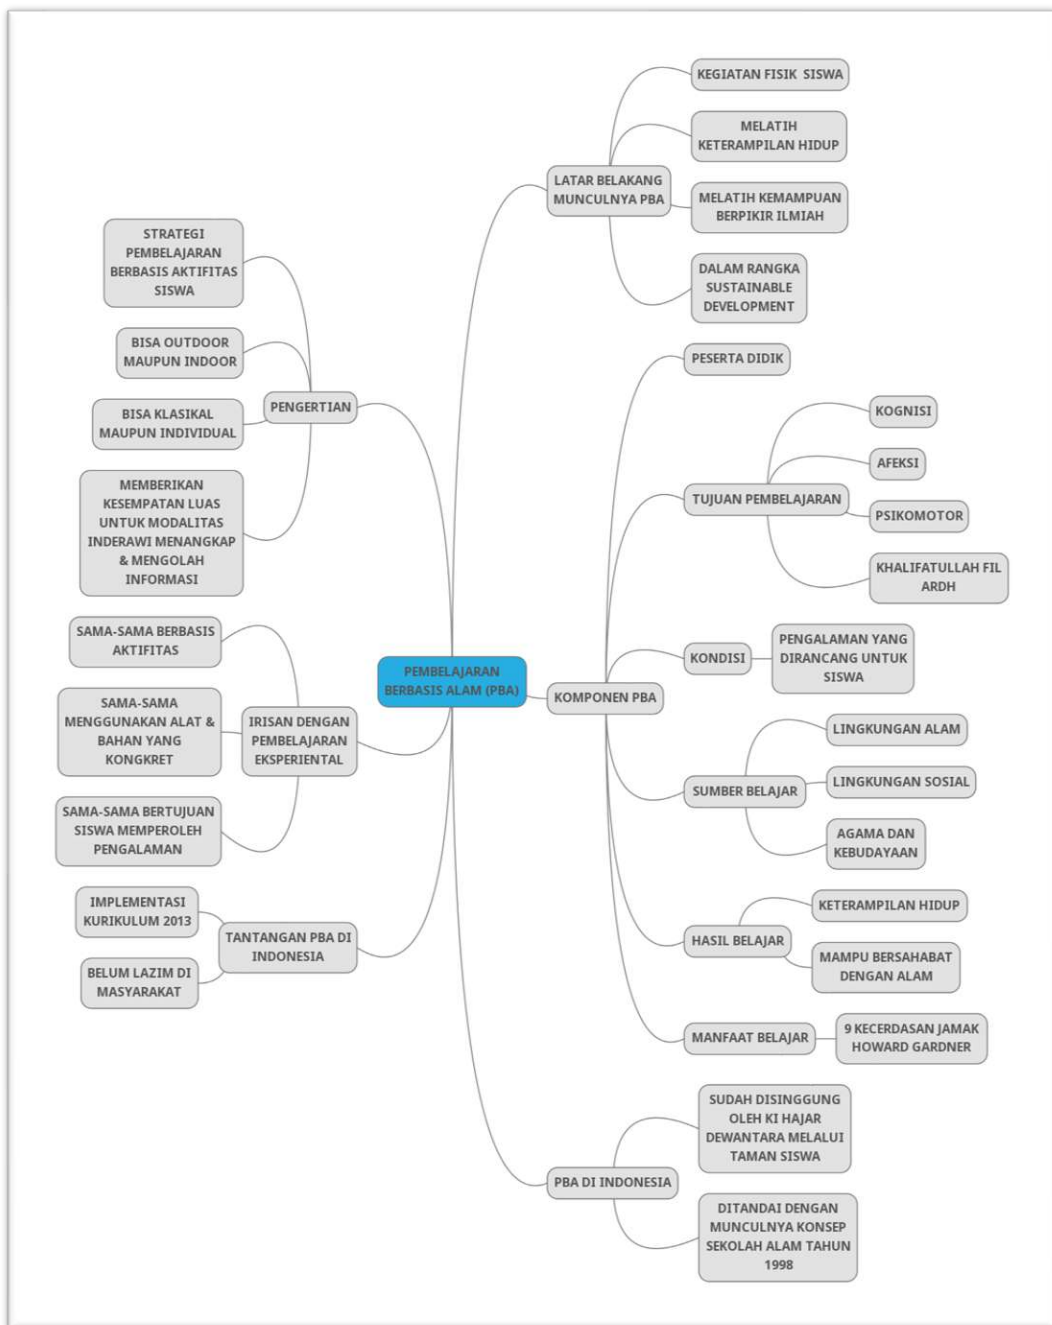 PEMBELAJARAN
BERBASIS ALAM (PBA)
LATAR BELAKANG
MUNCULNYA PBA
KEGIATAN FISIK  SISWA
MELATIH
KETERAMPILAN HIDUP
MELATIH KEMAMPUAN
BERPIKIR ILMIAH
DALAM RANGKA
SUSTAINABLE
DEVELOPMENT
KOMPONEN PBA
PESERTA DIDIK
TUJUAN PEMBELAJARAN
KOGNISI
AFEKSI
PSIKOMOTOR
KHALIFATULLAH FIL
ARDH
KONDISI
PENGALAMAN YANG
DIRANCANG UNTUK
SISWA
SUMBER BELAJAR
LINGKUNGAN ALAM
LINGKUNGAN SOSIAL
AGAMA DAN
KEBUDAYAAN
HASIL BELAJAR
KETERAMPILAN HIDUP
MAMPU BERSAHABAT
DENGAN ALAM
MANFAAT BELAJAR
9 KECERDASAN JAMAK
HOWARD GARDNER
PBA DI INDONESIA
SUDAH DISINGGUNG
OLEH KI HAJAR
DEWANTARA MELALUI
TAMAN SISWA
DITANDAI DENGAN
MUNCULNYA KONSEP
SEKOLAH ALAM TAHUN
1998
PENGERTIAN
STRATEGI
PEMBELAJARAN
BERBASIS AKTIFITAS
SISWA
BISA OUTDOOR
MAUPUN INDOOR
BISA KLASIKAL
MAUPUN INDIVIDUAL
MEMBERIKAN
KESEMPATAN LUAS
UNTUK MODALITAS
INDERAWI MENANGKAP
& MENGOLAH
INFORMASI
IRISAN DENGAN
PEMBELAJARAN
EKSPERIENTAL
SAMA-SAMA BERBASIS
AKTIFITAS
SAMA-SAMA
MENGGUNAKAN ALAT &
BAHAN YANG
KONGKRET
SAMA-SAMA BERTUJUAN
SISWA MEMPEROLEH
PENGALAMAN
TANTANGAN PBA DI
INDONESIA
IMPLEMENTASI
KURIKULUM 2013
BELUM LAZIM DI
MASYARAKAT